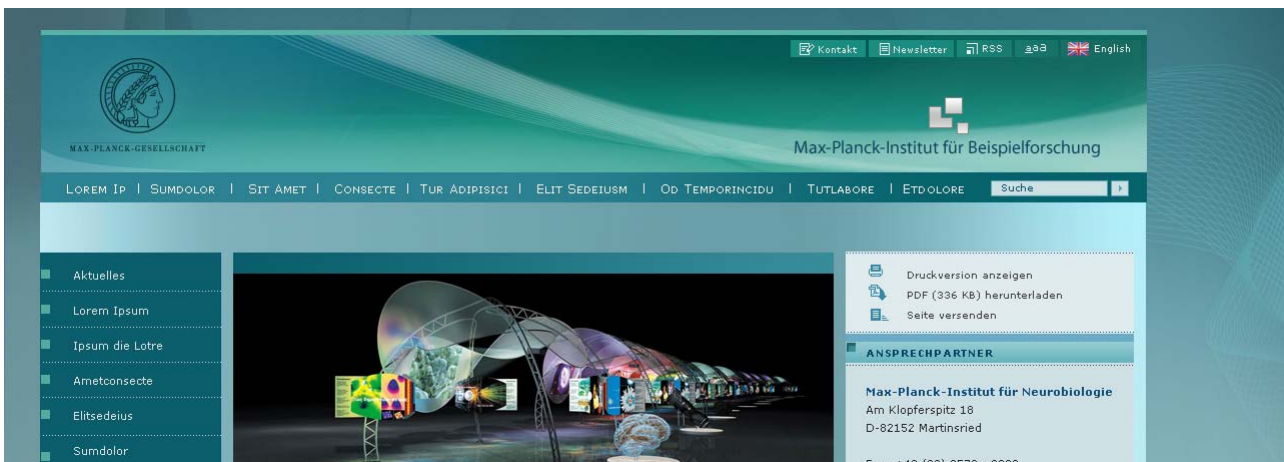 Kontakt Newsletter RSS aaa English
MAX-PLANCK-GESELLSCHAFT
Max-Planck-Institut für Beispielforschung
LOREM IP | SUMDOLOR | SIT AMET | CONSECTE | TUR ADIPISICI | ELIT SEDEIUSM | OD TEMPORINCIDU | TUTLABORE | ETDOLORE Suche
Aktuelles
Lorem Ipsum
Ipsum die Lotre
Ametconsecte
Elitsedeius
Sumdolor
Druckversion anzeigen
PDF (336 KB) herunterladen
Seite versenden
ANSPRECHPARTNER
Max-Planck-Institut für Neurobiologie
Am Klopferspitz 18
D-82152 Martinsried